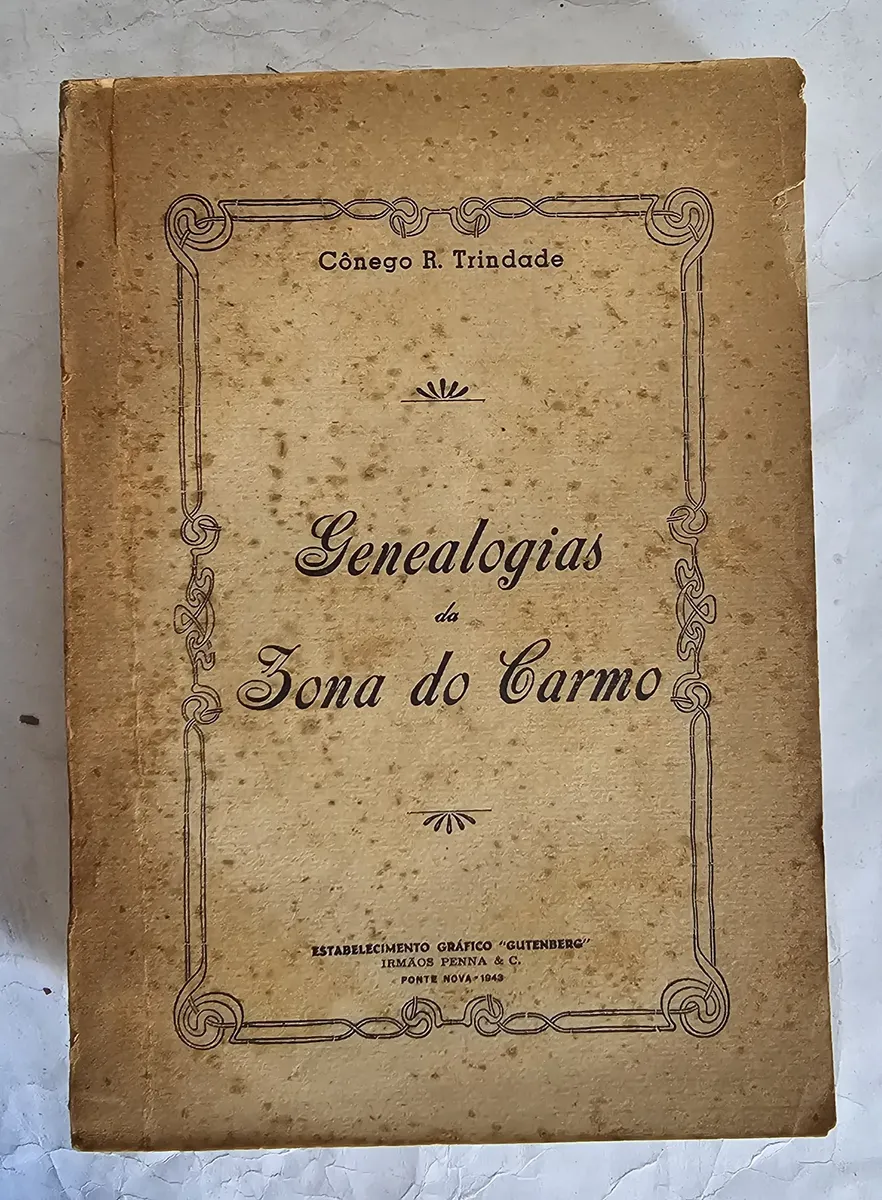 Cônego R. Trindade
Genealogias
da
Zona do Carmo
ESTABELECIMENTO GRÁFICO "GUTENBERG"
IRMÃOS PENNA & C.
PONTE NOVA - 1943